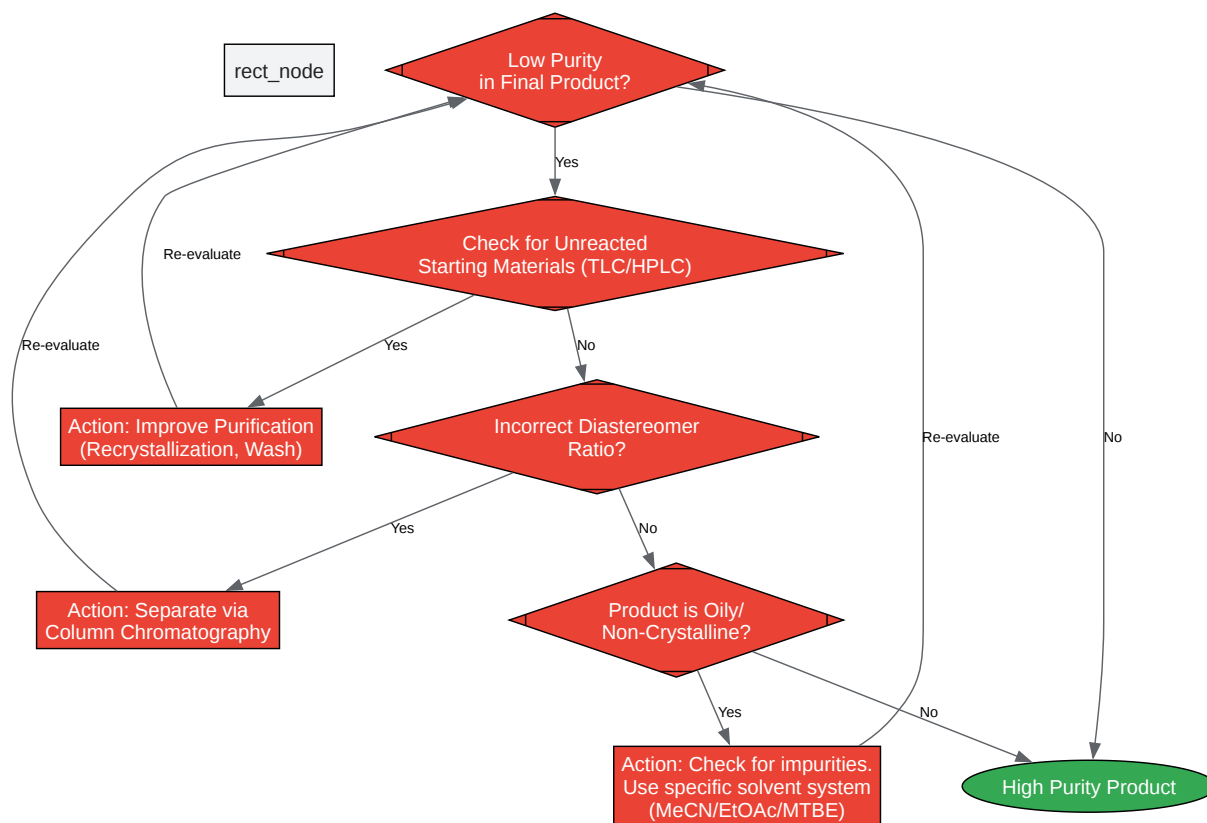 Low Purity
in Final Product?
rect_node
Yes
Check for Unreacted
Starting Materials (TLC/HPLC)
Re-evaluate
Re-evaluate
Yes
No
Action: Improve Purification
(Recrystallization, Wash)
Incorrect Diastereomer
Ratio?
Re-evaluate
No
Yes
No
Action: Separate via
Column Chromatography
Product is Oily/
Non-Crystalline?
Yes
No
Action: Check for impurities.
Use specific solvent system
(MeCN/EtOAc/MTBE)
High Purity Product